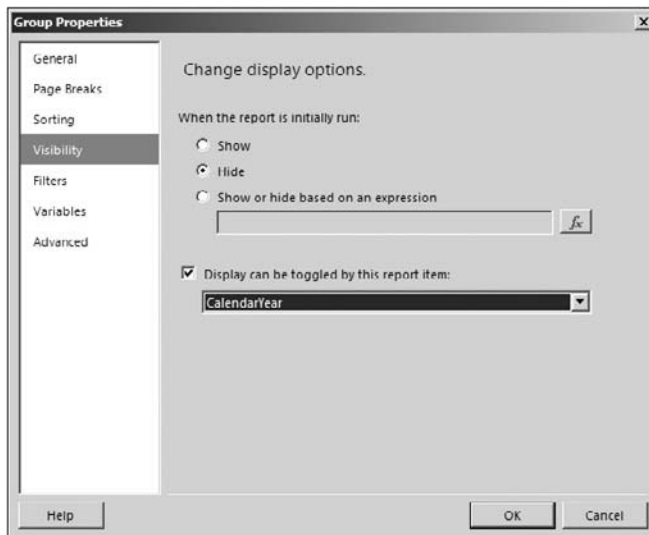 Group Properties
General
Page Breaks
Sorting
Visibility
Filters
Variables
Advanced
Change display options.
When the report is initially run:
Show
Hide
Show or hide based on an expression
fx
Display can be toggled by this report item:
CalendarYear
Help
OK
Cancel